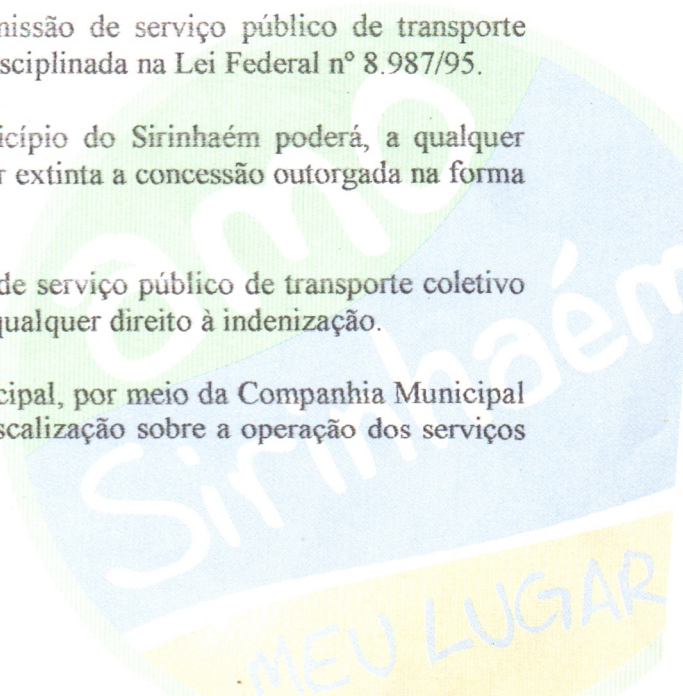 missão de serviço público de transporte
sciplinada na Lei Federal nº 8.987/95.
icípio do Sirinhaém poderá, a qualquer
r extinta a concessão outorgada na forma
de serviço público de transporte coletivo
qualquer direito à indenização.
cipal, por meio da Companhia Municipal
scalização sobre a operação dos serviços
amo
Sirinhaém
MEU LUGAR